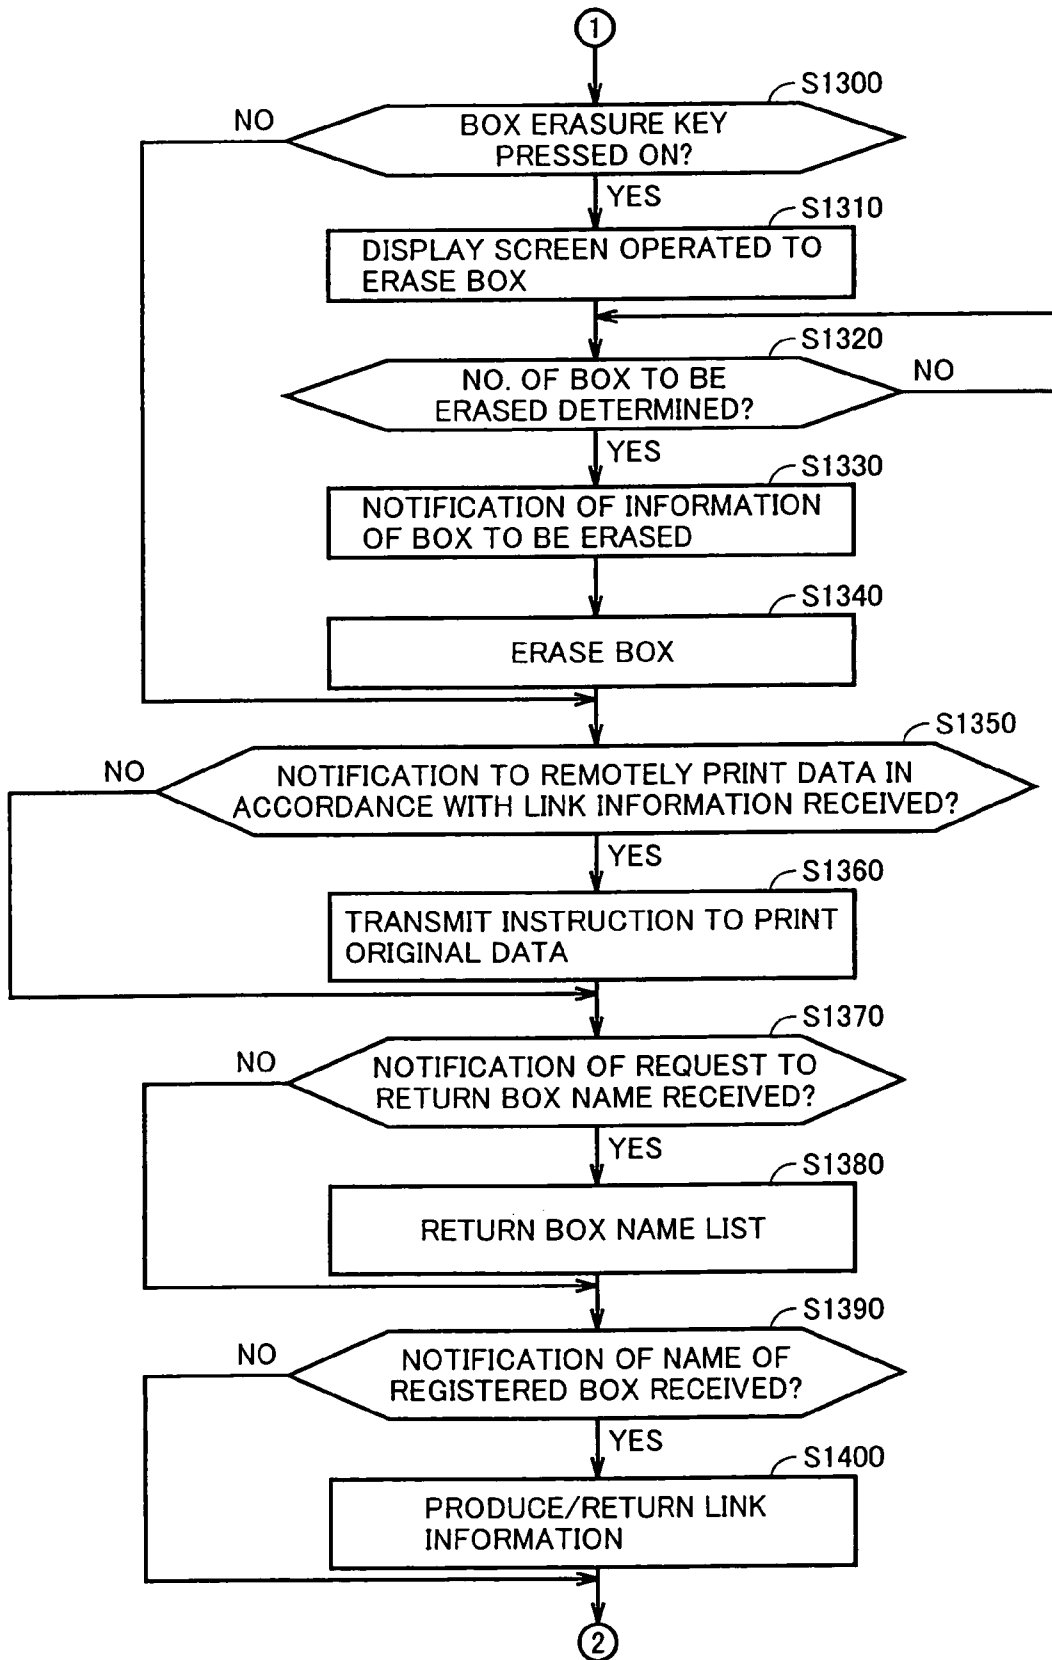 1
S1300
NO
BOX ERASURE KEY
PRESSED ON?
YES
S1310
DISPLAY SCREEN OPERATED TO
ERASE BOX
S1320
NO. OF BOX TO BE
ERASED DETERMINED?
NO
YES
S1330
NOTIFICATION OF INFORMATION
OF BOX TO BE ERASED
S1340
ERASE BOX
S1350
NO
NOTIFICATION TO REMOTELY PRINT DATA IN
ACCORDANCE WITH LINK INFORMATION RECEIVED?
YES
S1360
TRANSMIT INSTRUCTION TO PRINT
ORIGINAL DATA
S1370
NO
NOTIFICATION OF REQUEST TO
RETURN BOX NAME RECEIVED?
YES
S1380
RETURN BOX NAME LIST
S1390
NO
NOTIFICATION OF NAME OF
REGISTERED BOX RECEIVED?
YES
S1400
PRODUCE/RETURN LINK
INFORMATION
2